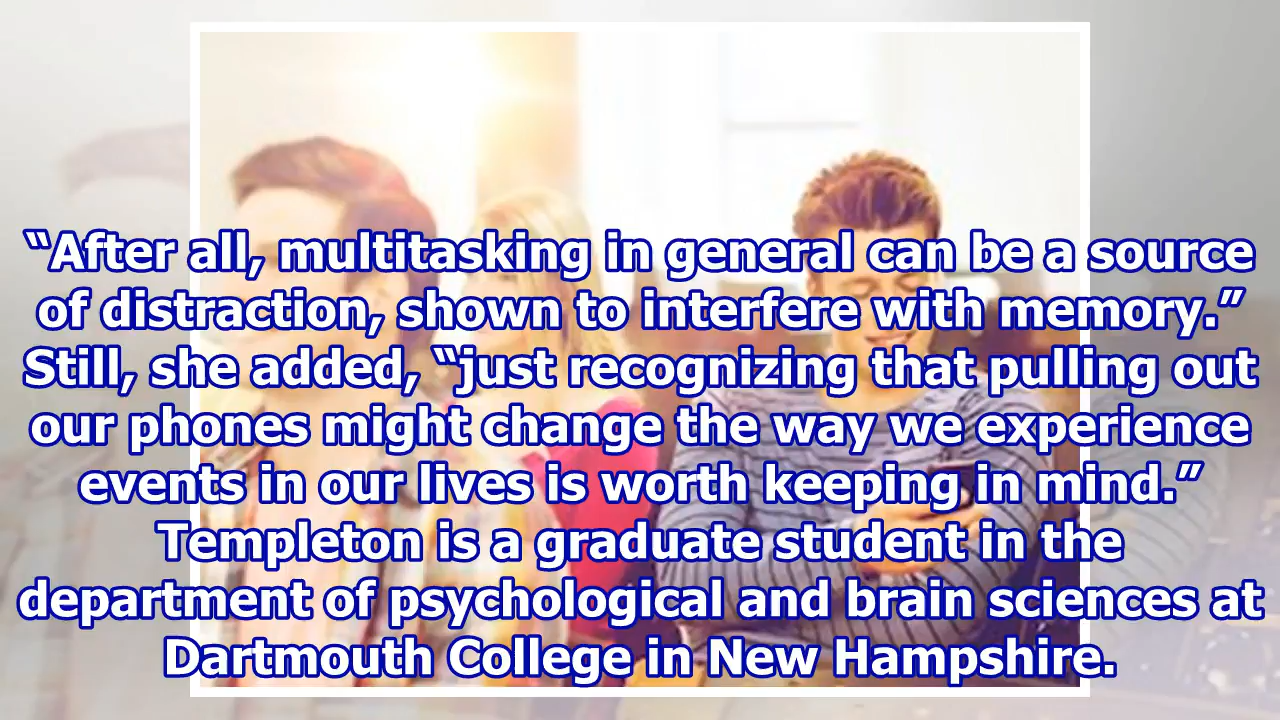 “After all, multitasking in general can be a source
of distraction, shown to interfere with memory.”
Still, she added, “just recognizing that pulling out
our phones might change the way we experience
events in our lives is worth keeping in mind.”
Templeton is a graduate student in the
department of psychological and brain sciences at
Dartmouth College in New Hampshire.